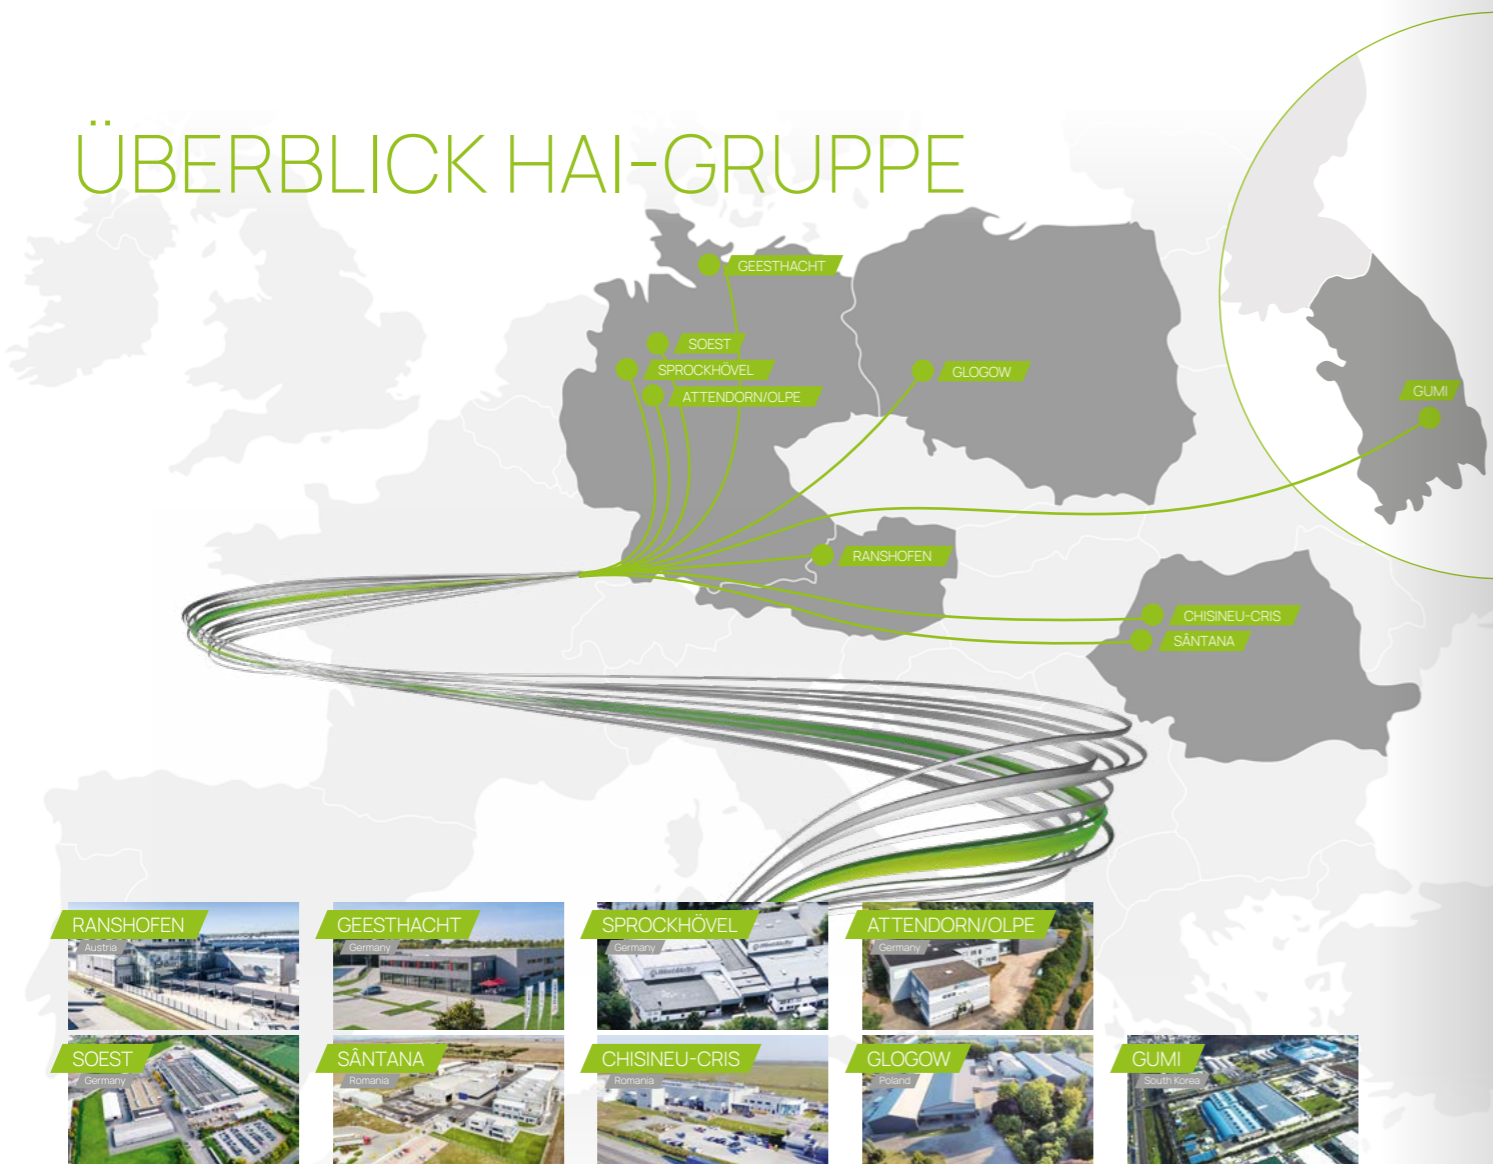 ÜBERBLICK HAI-GRUPPE
GEESTHACHT
SOEST
SPROCKHÖVEL
ATTENDORN/OLPE
GLOGOW
GUMI
RANSHOFEN
CHISINEU-CRIS
SÂNTANA
RANSHOFEN
Austria
GEESTHACHT
Germany
SPROCKHÖVEL
Germany
ATTENDORN/OLPE
Germany
SOEST
Germany
SÂNTANA
Romania
CHISINEU-CRIS
Romania
GLOGOW
Poland
GUMI
South Korea